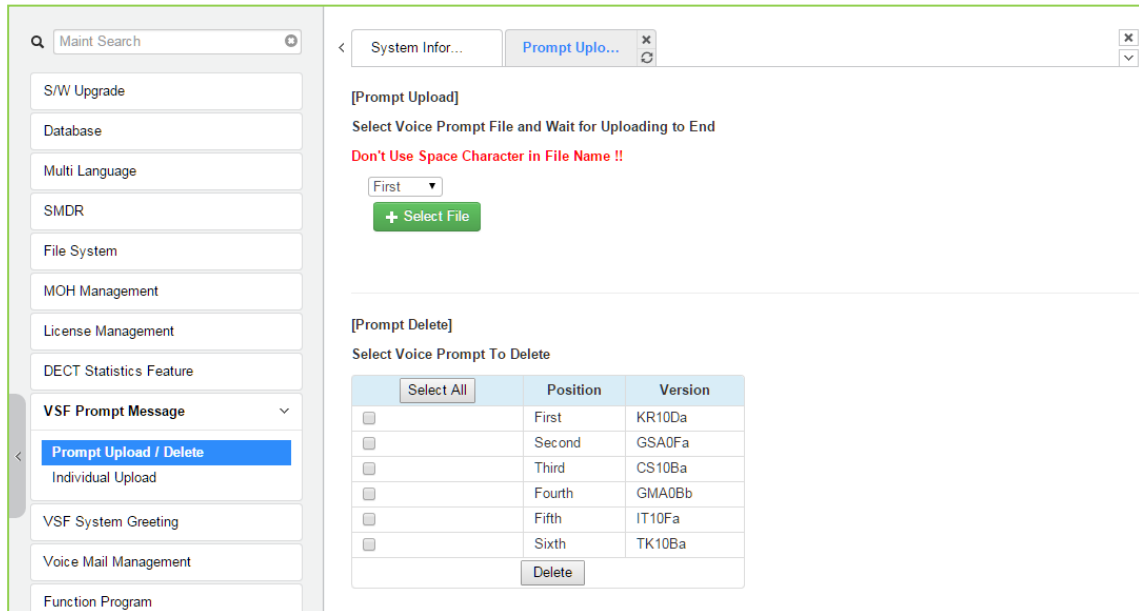 Maint Search
S/W Upgrade
Database
Multi Language
SMDR
File System
MOH Management
License Management
DECT Statistics Feature
VSF Prompt Message
Prompt Upload / Delete
Individual Upload
VSF System Greeting
Voice Mail Management
Function Program
System Infor...
Prompt Uplo...
[Prompt Upload]
Select Voice Prompt File and Wait for Uploading to End
Don't Use Space Character in File Name !!
First
+ Select File
[Prompt Delete]
Select Voice Prompt To Delete
Select All Position Version
First KR10Da
Second GSA0Fa
Third CS10Ba
Fourth GMA0Bb
Fifth IT10Fa
Sixth TK10Ba
Delete